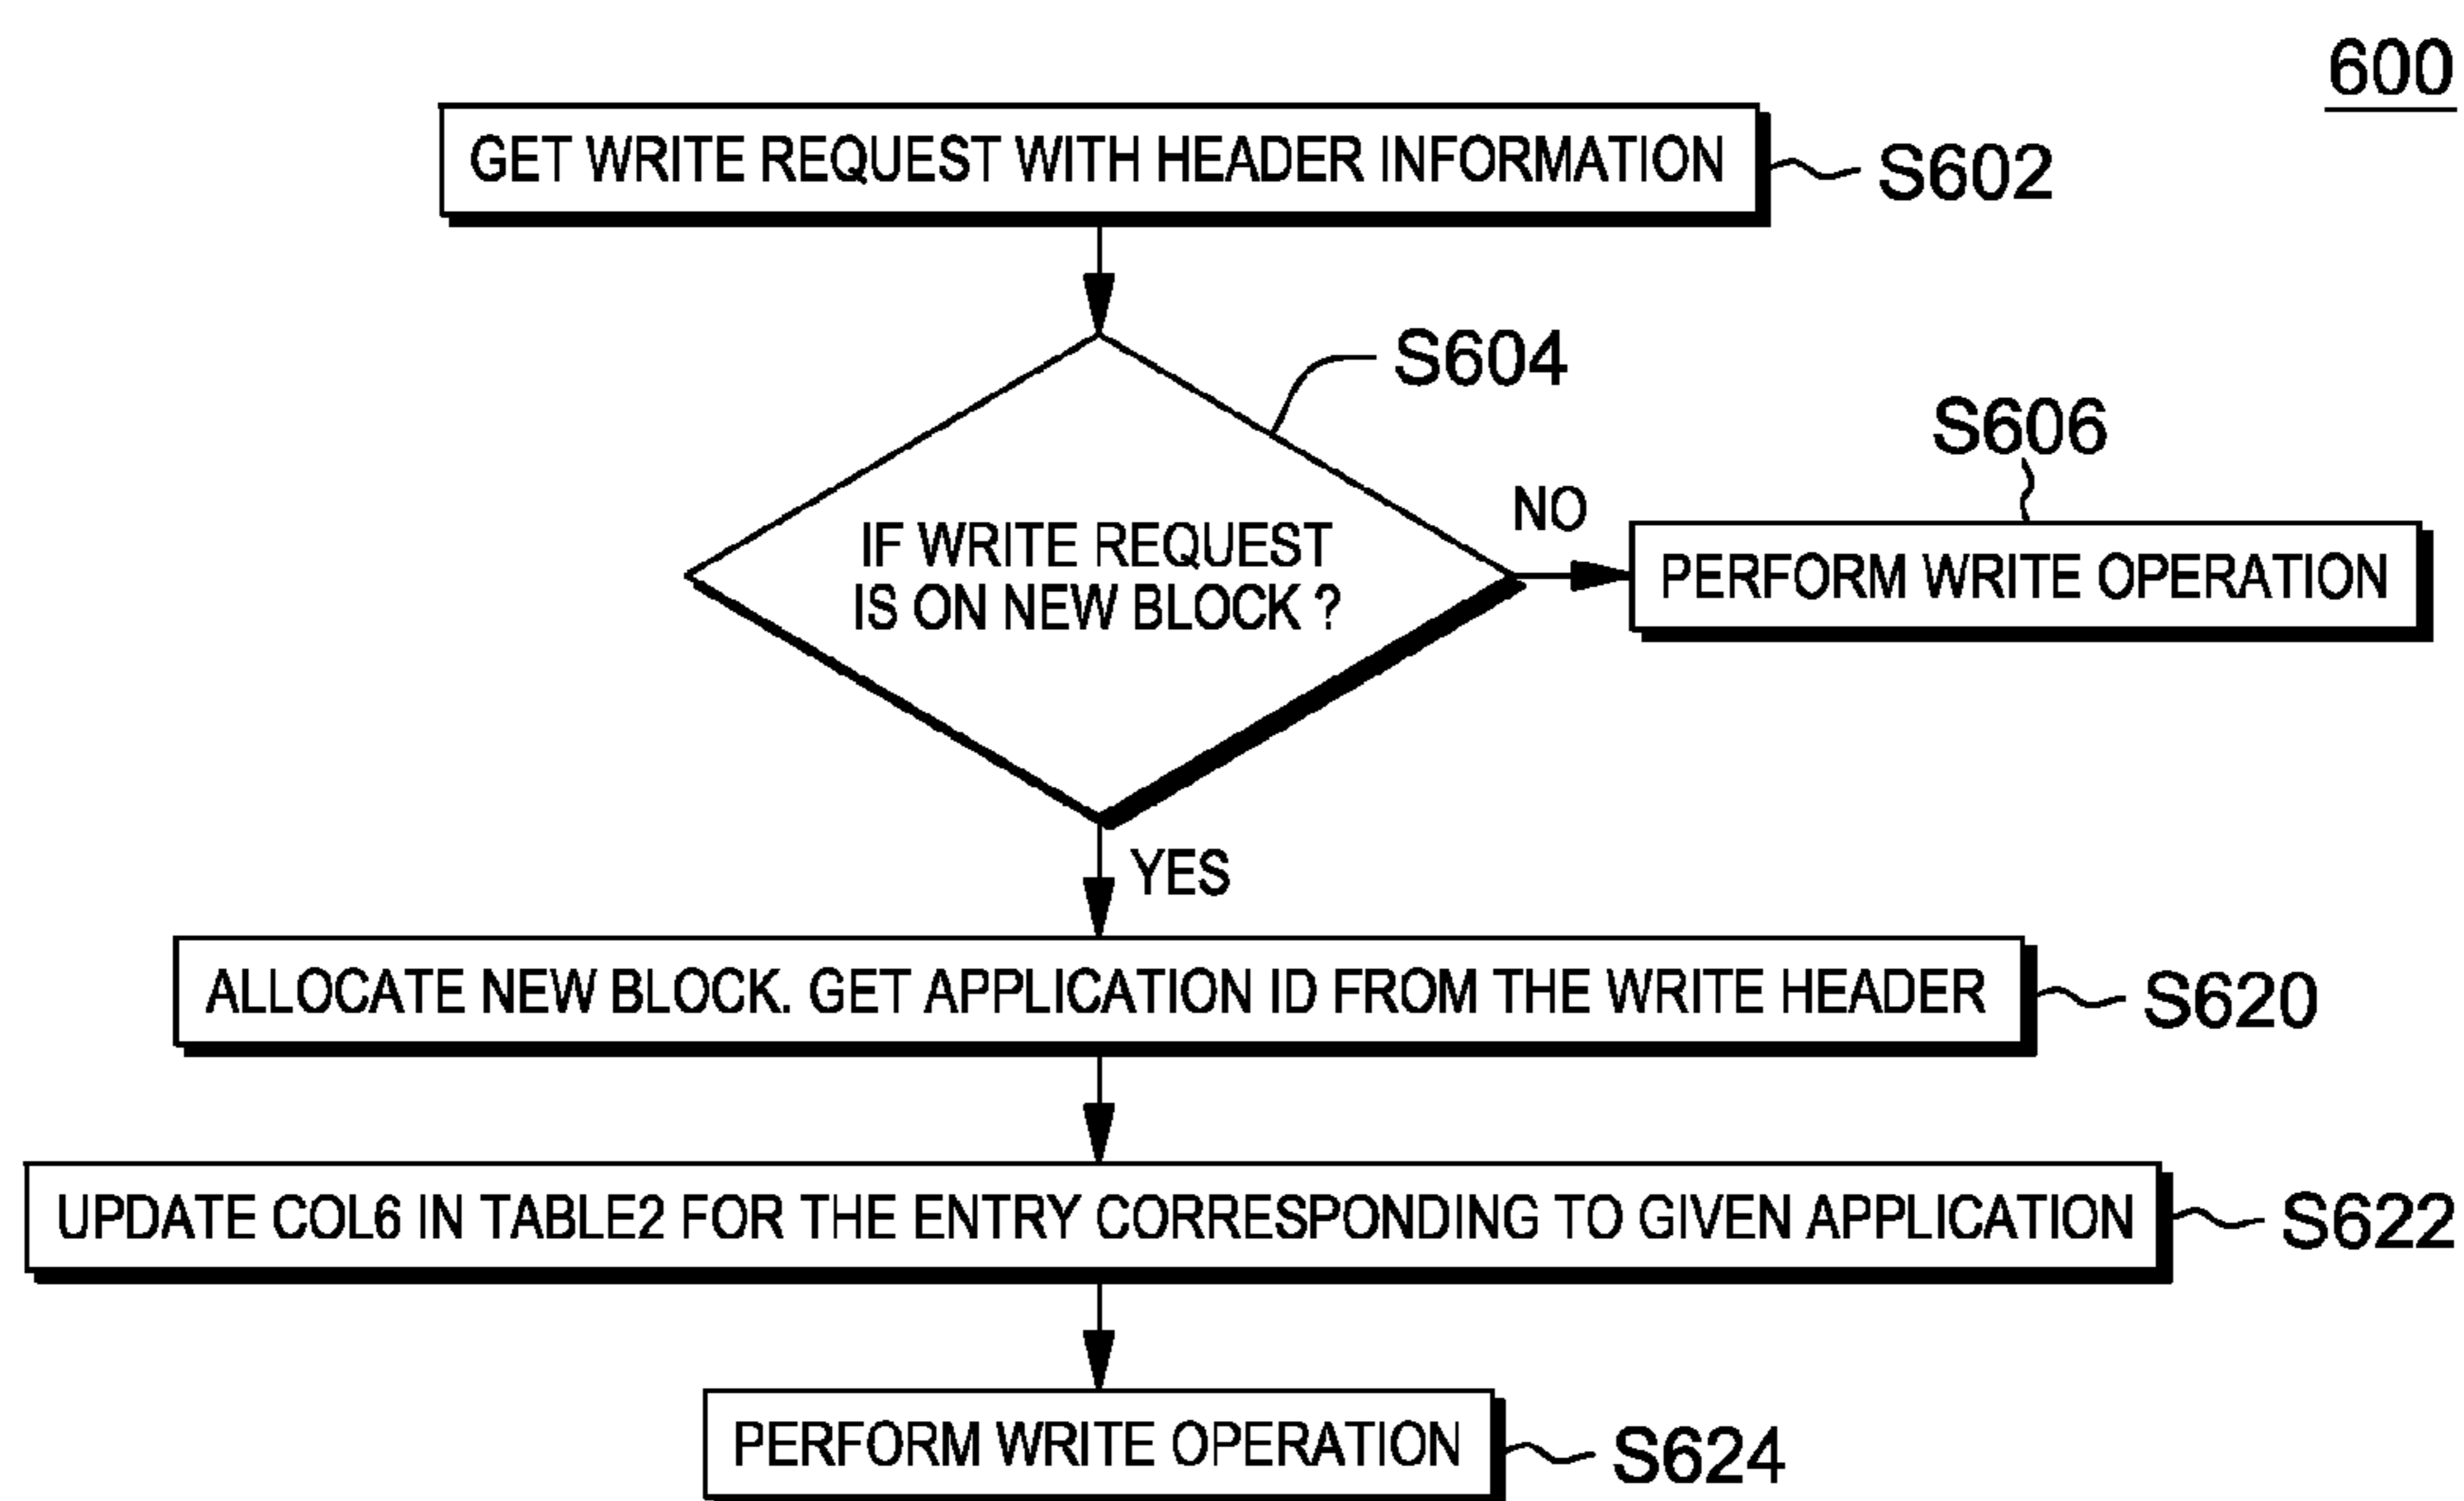 600
GET WRITE REQUEST WITH HEADER INFORMATION
S602
S604
S606
IF WRITE REQUEST
IS ON NEW BLOCK ?
NO
PERFORM WRITE OPERATION
YES
ALLOCATE NEW BLOCK. GET APPLICATION ID FROM THE WRITE HEADER
S620
UPDATE COL6 IN TABLE2 FOR THE ENTRY CORRESPONDING TO GIVEN APPLICATION
S622
PERFORM WRITE OPERATION
S624